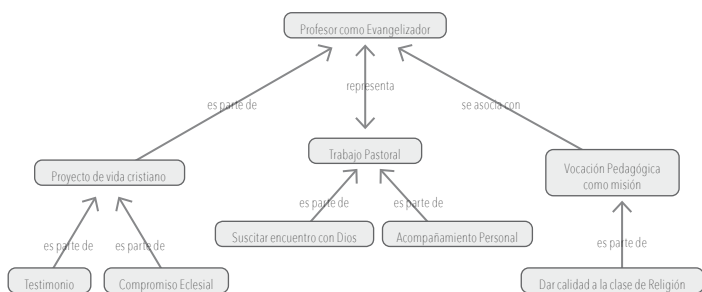 Profesor como Evangelizador
es parte de
representa
se asocia con
Proyecto de vida cristiano
Trabajo Pastoral
Vocación Pedagógica
como misión
es parte de
es parte de
es parte de
es parte de
es parte de
Suscitar encuentro con Dios
Acompañamiento Personal
Testimonio
Compromiso Eclesial
Dar calidad a la clase de Religión